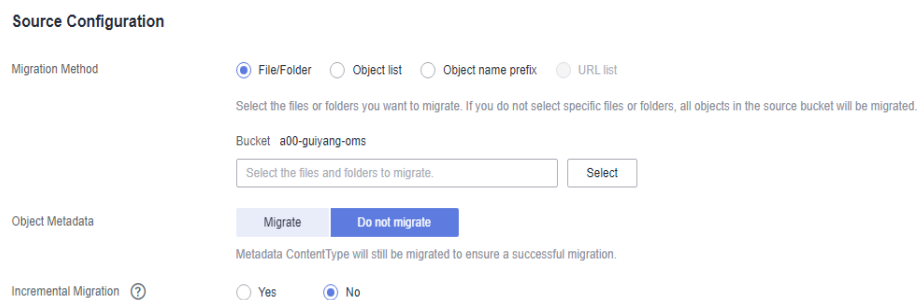 Source Configuration
Migration Method File/Folder Object list Object name prefix URL list
Select the files or folders you want to migrate. If you do not select specific files or folders, all objects in the source bucket will be migrated.
Bucket a00-guiyang-oms
Select the files and folders to migrate. Select
Object Metadata Migrate Do not migrate
Metadata ContentType will still be migrated to ensure a successful migration.
Incremental Migration ? Yes No